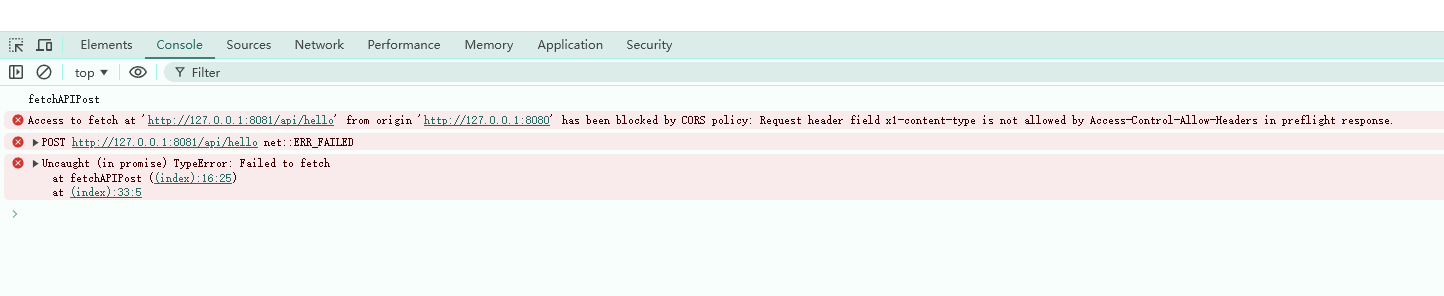 Elements Console Sources Network Performance Memory Application Security
top Filter
fetchAPIPost
Access to fetch at 'http://127.0.0.1:8081/api/hello' from origin 'http://127.0.0.1:8080' has been blocked by CORS policy: Request header field x1-content-type is not allowed by Access-Control-Allow-Headers in preflight response.
POST http://127.0.0.1:8081/api/hello net::ERR_FAILED
Uncaught (in promise) TypeError: Failed to fetch
at fetchAPIPost ((index):16:25)
at (index):33:5